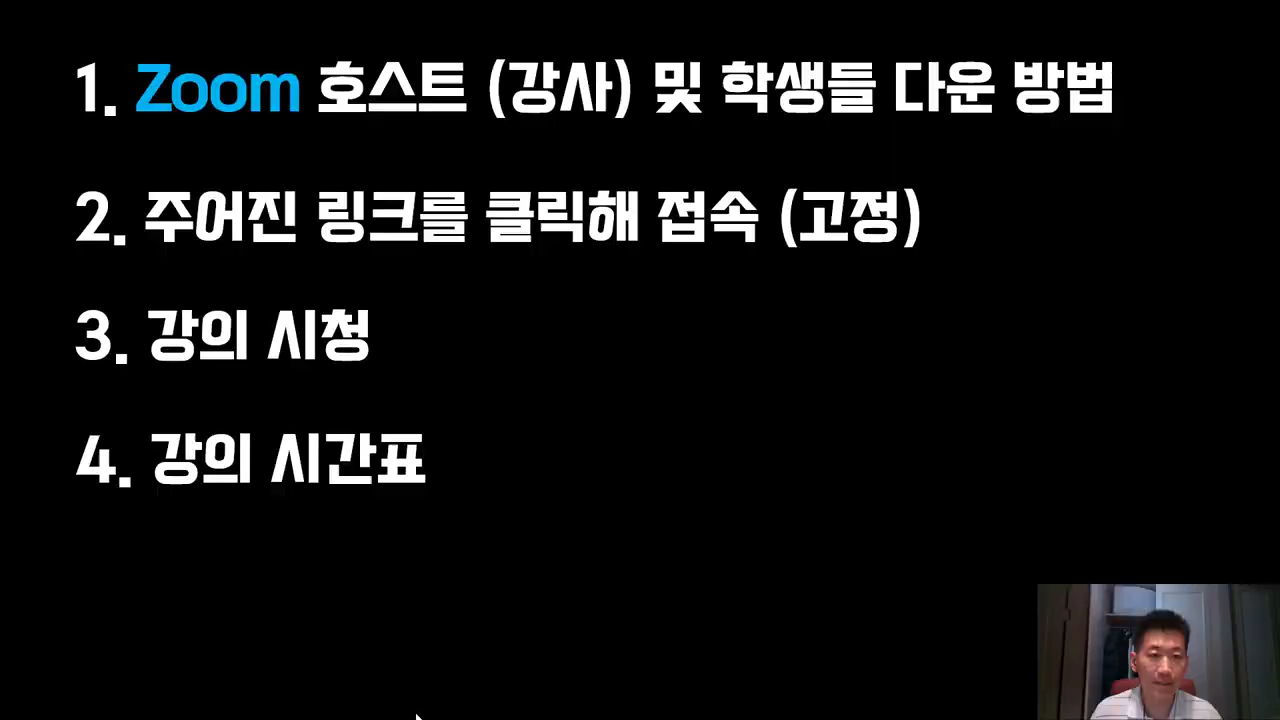 1. Zoom 호스트 (강사) 및 학생들 다운 방법
2. 주어진 링크를 클릭해 접속 (고정)
3. 강의 시청
4. 강의 시간표